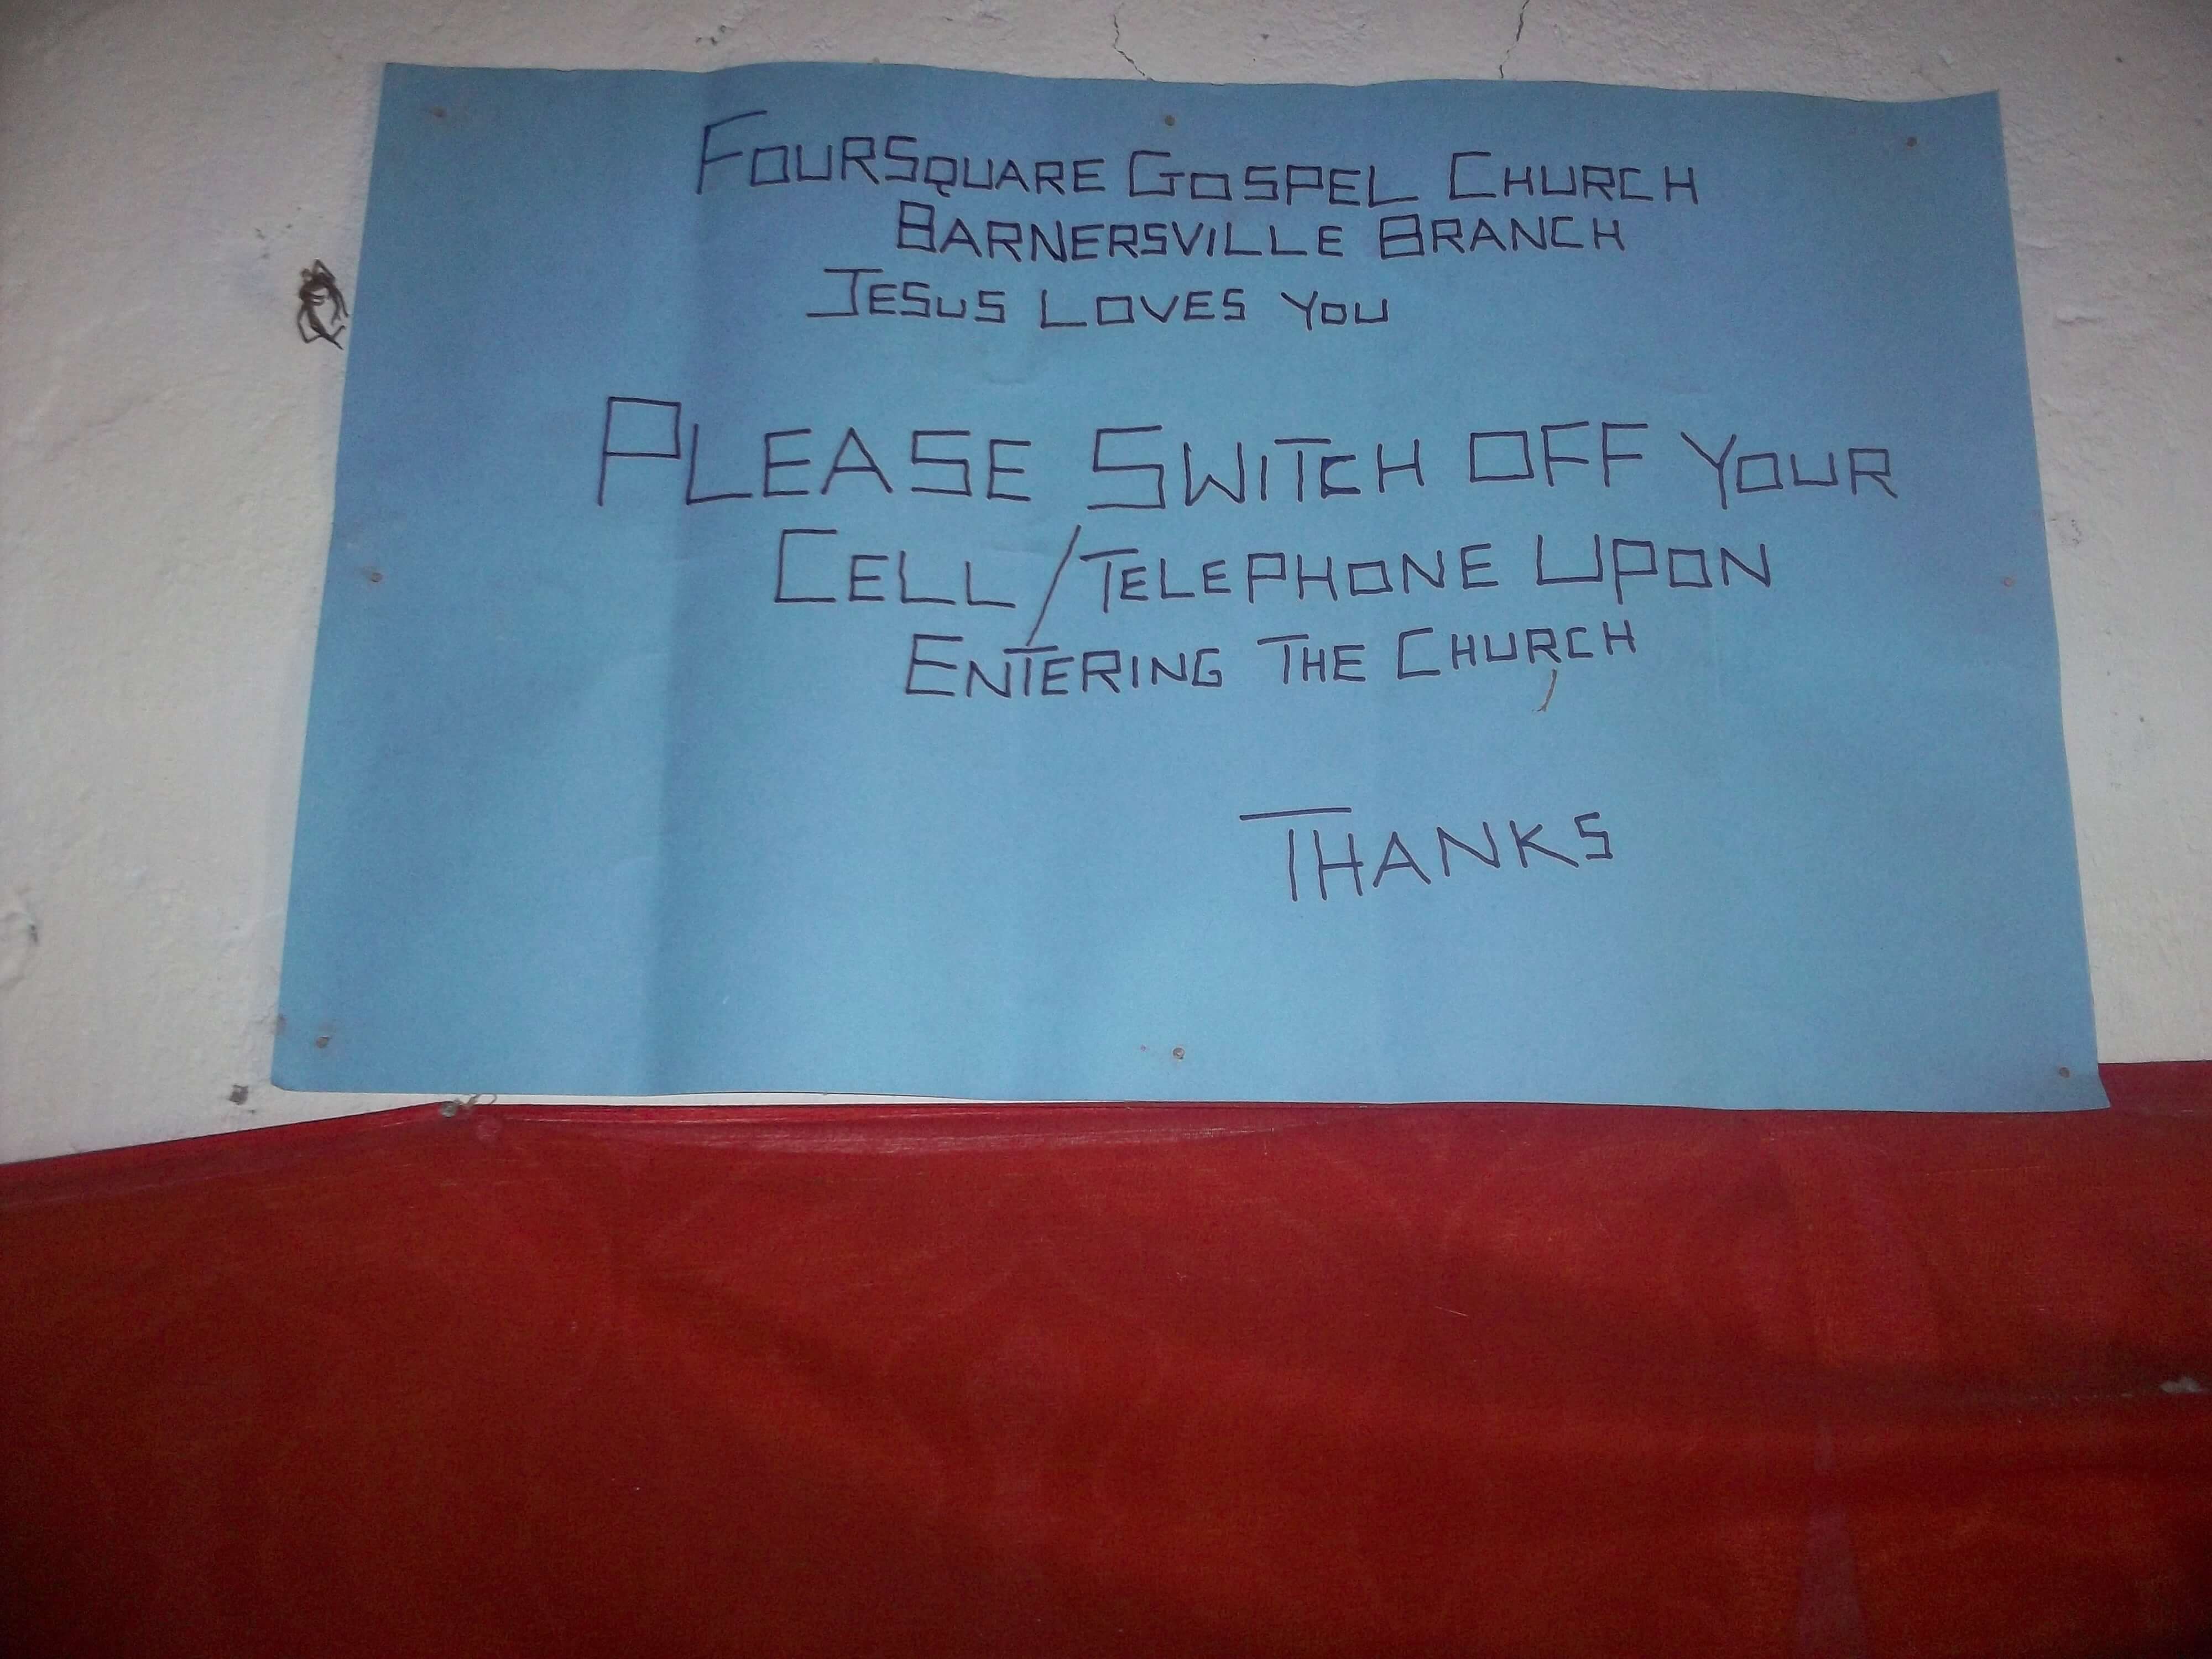 FOURSQUARE GOSPEL CHURCH
BARNERSVILLE BRANCH
JESUS LOVES YOU
PLEASE SWITCH OFF YOUR
CELL/TELEPHONE UPON
ENTERING THE CHURCH
THANKS